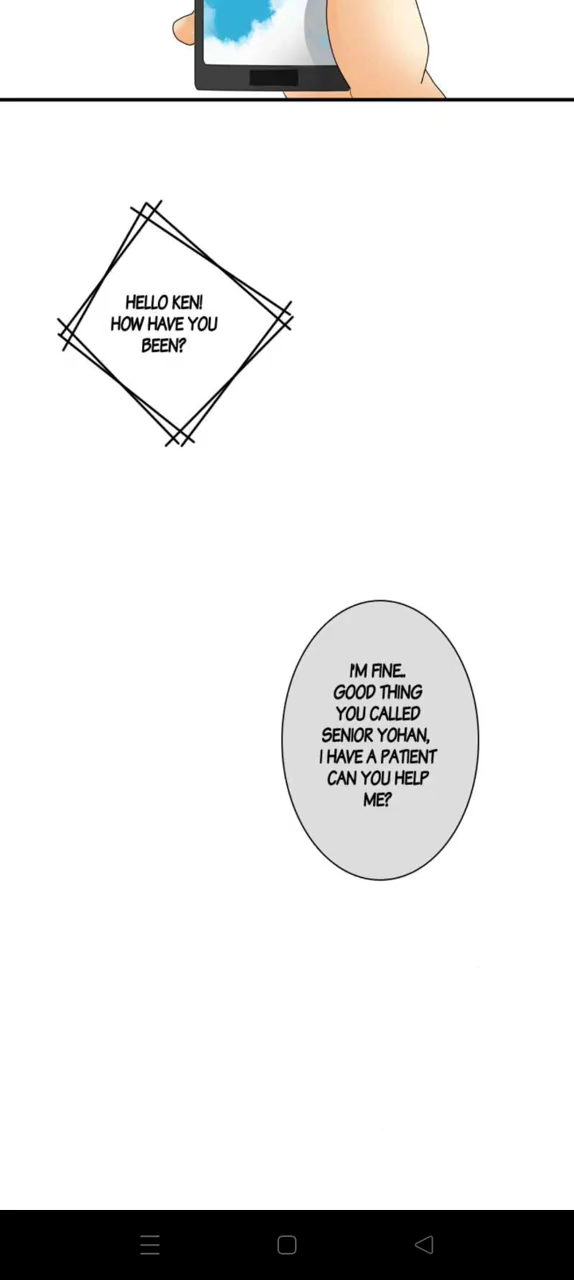 HELLO KEN!
HOW HAVE YOU
BEEN?
I'M FINE..
GOOD THING
YOU CALLED
SENIOR YOHAN,
I HAVE A PATIENT
CAN YOU HELP
ME?